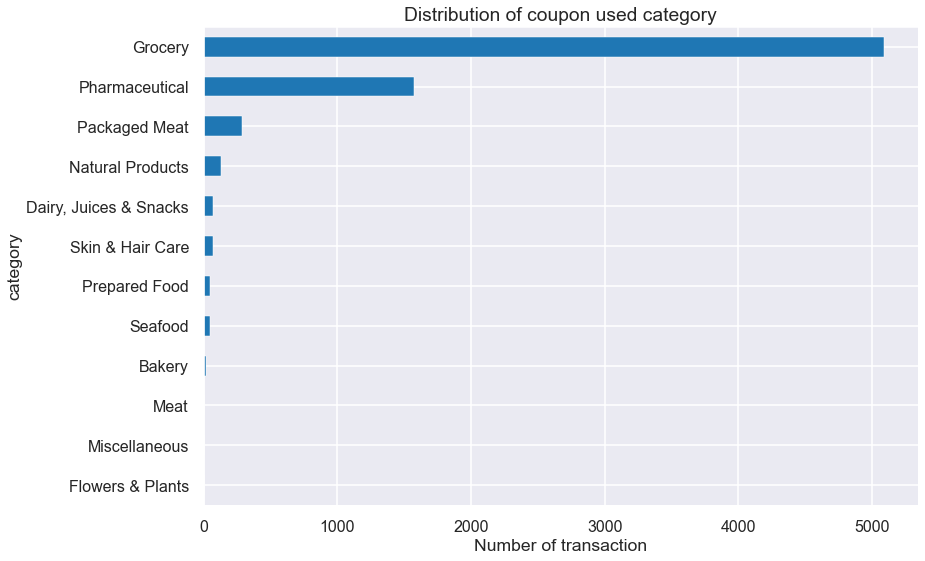 Distribution of coupon used category
Grocery
Pharmaceutical
Packaged Meat
Natural Products
Dairy, Juices & Snacks
Skin & Hair Care
Prepared Food
Seafood
Bakery
Meat
Miscellaneous
Flowers & Plants
category
0 1000 2000 3000 4000 5000
Number of transaction